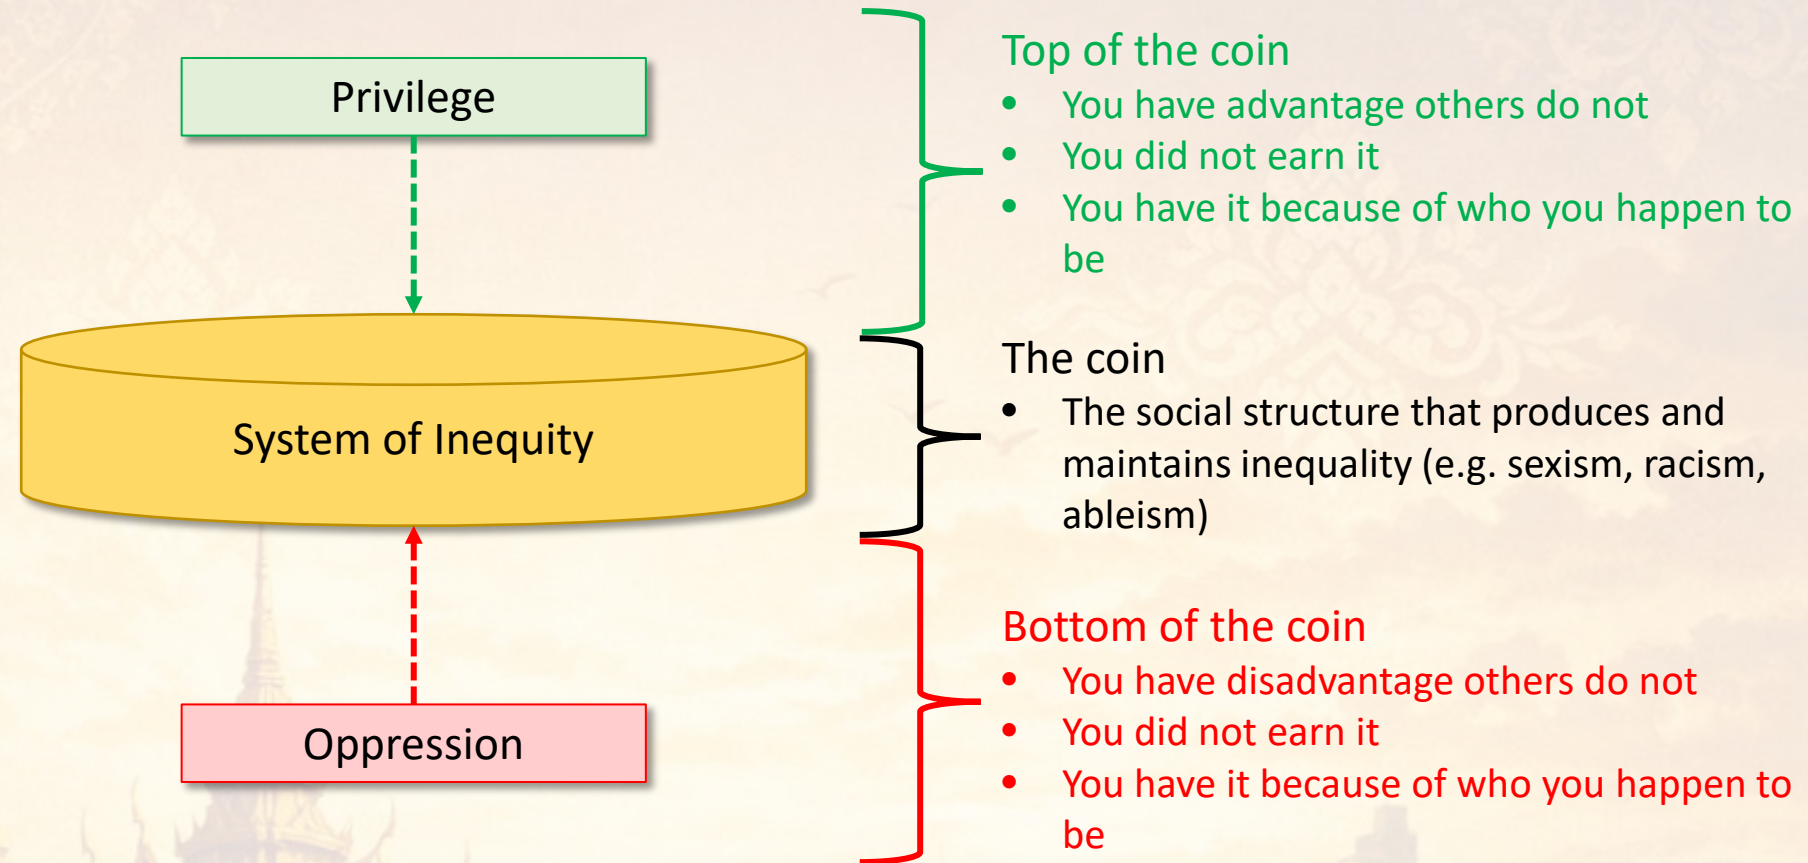 Privilege
System of Inequity
Oppression
Top of the coin
• You have advantage others do not
• You did not earn it
• You have it because of who you happen to
be
The coin
• The social structure that produces and
maintains inequality (e.g. sexism, racism,
ableism)
Bottom of the coin
• You have disadvantage others do not
• You did not earn it
• You have it because of who you happen to
be